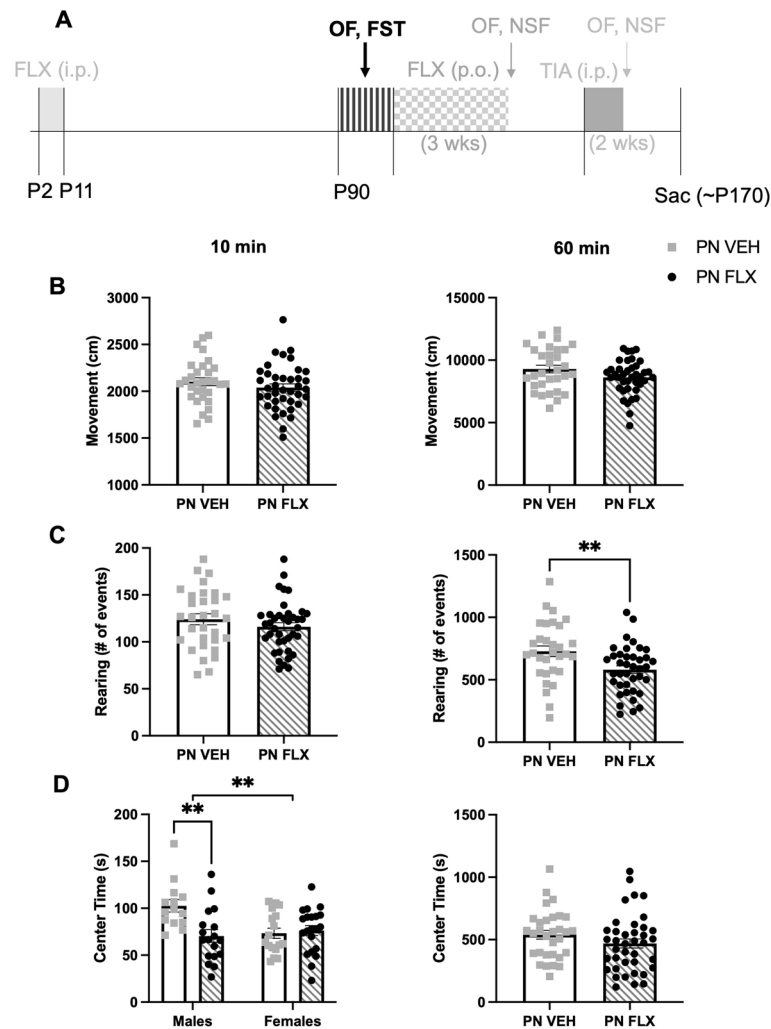 A
OF, FST
OF, NSF
OF, NSF
FLX (i.p.)
FLX (p.o.)
TIA (i.p.)
(3 wks)
(2 wks)
P2 P11
P90
Sac (~P170)
10 min
60 min
PN VEH
PN FLX
B
Movement (cm)
3000
2500
2000
1500
1000
PN VEH PN FLX
Movement (cm)
15000
10000
5000
0
PN VEH PN FLX
C
Rearing (# of events)
200
150
100
50
0
PN VEH PN FLX
Rearing (# of events)
1500
1000
500
0
**
PN VEH PN FLX
D
Center Time (s)
200
150
100
50
0
**
**
Males Females
Center Time (s)
1500
1000
500
0
PN VEH PN FLX